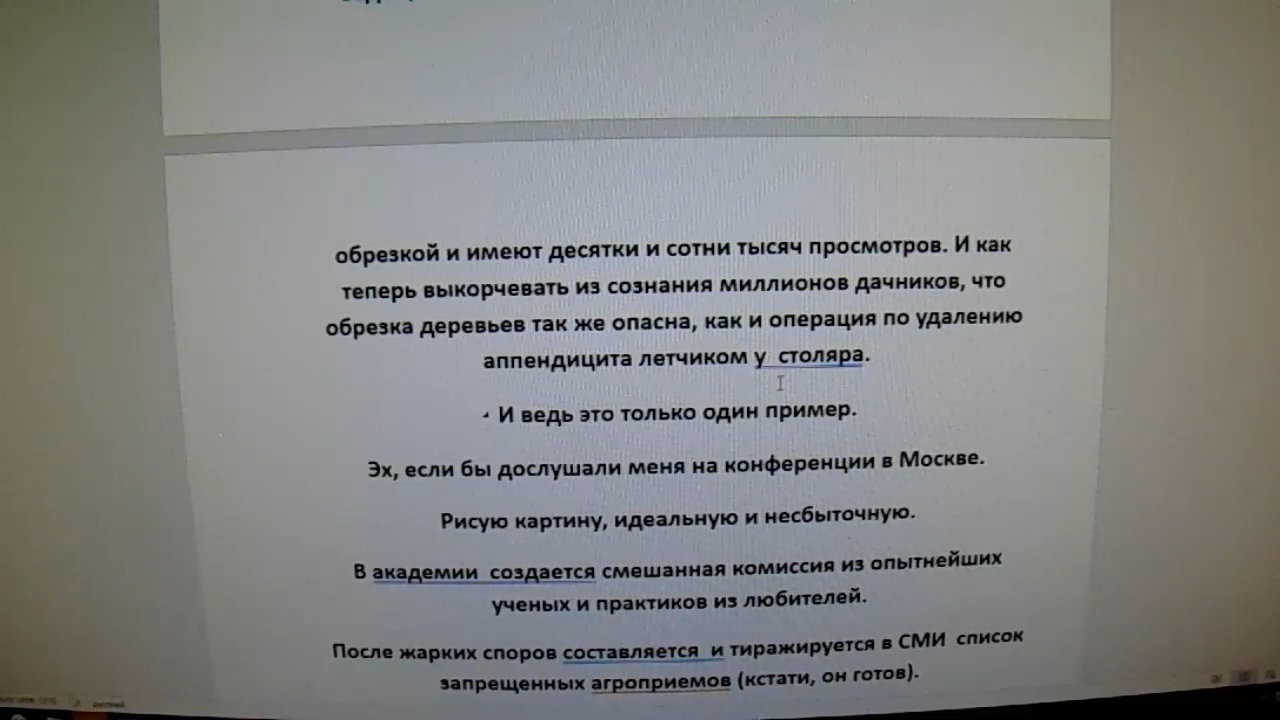 обрезкой и имеют десятки и сотни тысяч просмотров. И как
теперь выкорчевать из сознания миллионов дачников, что
обрезка деревьев так же опасна, как и операция по удалению
аппендицита летчиком у столяра.
И ведь это только один пример.
Эх, если бы дослушали меня на конференции в Москве.
Рисую картину, идеальную и несбыточную.
В академии создается смешанная комиссия из опытнейших
ученых и практиков из любителей.
После жарких споров составляется и тиражируется в СМИ список
запрещенных агроприемов (кстати, он готов).
русский